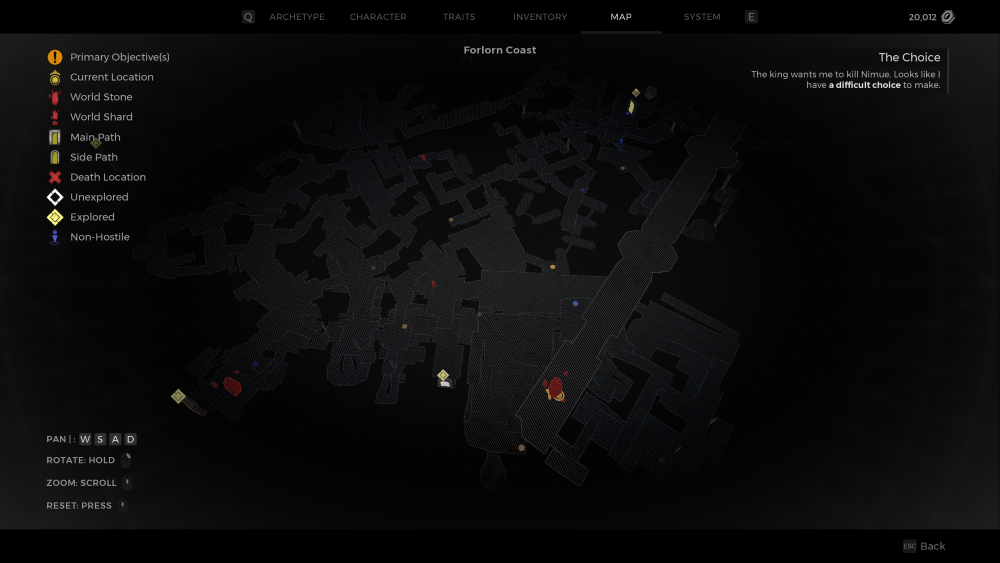 Q ARCHETYPE CHARACTER TRAITS INVENTORY MAP SYSTEM E 20,012
Forlorn Coast
Primary Objective(s)
Current Location
World Stone
World Shard
Main Path
Side Path
Death Location
Unexplored
Explored
Non-Hostile
The Choice
The king wants me to kill Nimue. Looks like I
have a difficult choice to make.
PAN | : W S A D
ROTATE: HOLD
ZOOM: SCROLL
RESET: PRESS
ESC Back